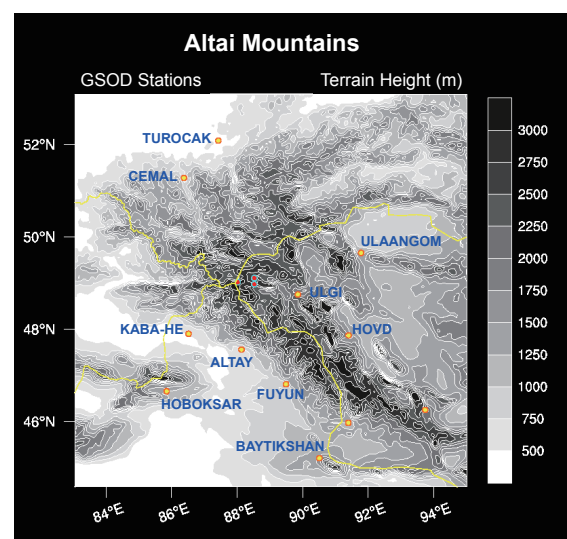 Altai Mountains
GSOD Stations Terrain Height (m)
TUROCAK
52°N
CEMAL
50°N
ULAANGOM
ULGI
48°N
KABA-HE
HOVD
ALTAY
FUYUN
HOBOKSAR
46°N
BAYTIKSHAN
84°E 86°E 88°E 90°E 92°E 94°E
3000
2750
2500
2250
2000
1750
1500
1250
1000
750
500